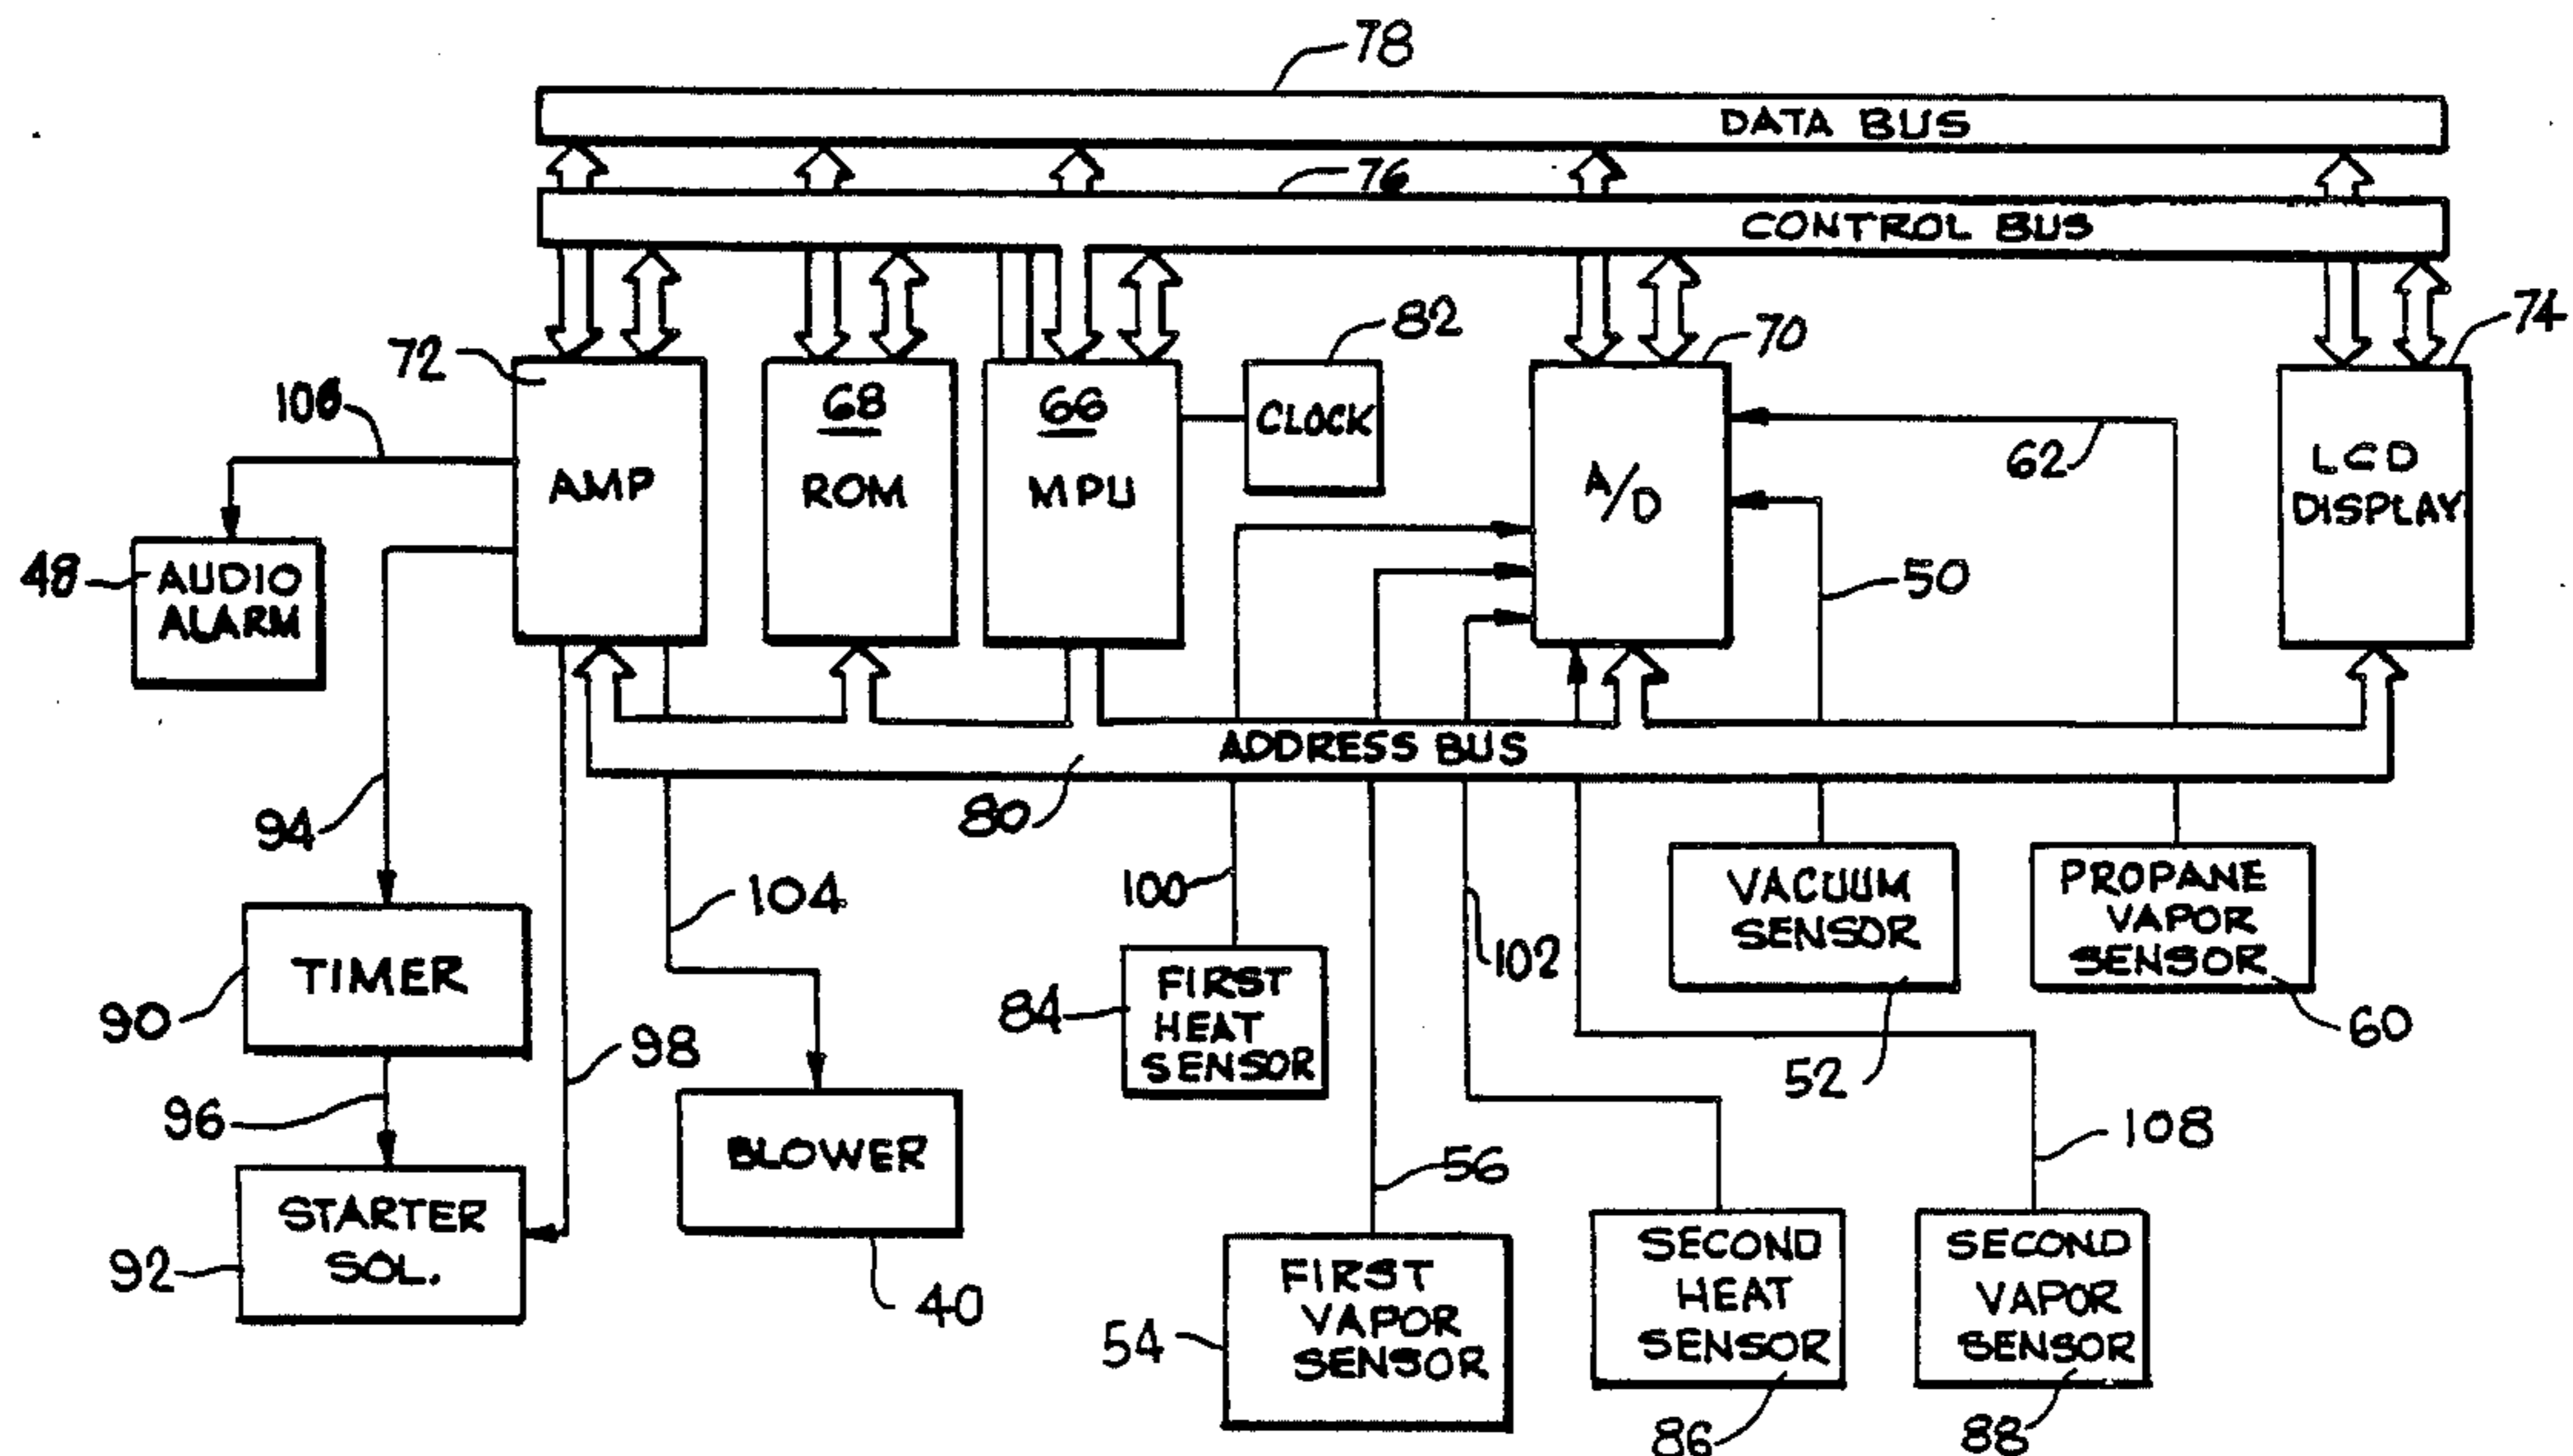 78
DATA BUS
76
CONTROL BUS
72
82
70
74
68
ROM
66
MPU
CLOCK
AMP
A/D
62
LCD
DISPLAY
48
AUDIO
ALARM
50
ADDRESS BUS
80
94
104
100
102
VACUUM
SENSOR
52
PROPANE
VAPOR
SENSOR
60
90
TIMER
98
84
FIRST
HEAT
SENSOR
96
BLOWER
40
56
108
92
STARTER
SOL.
54
FIRST
VAPOR
SENSOR
SECOND
HEAT
SENSOR
86
SECOND
VAPOR
SENSOR
88